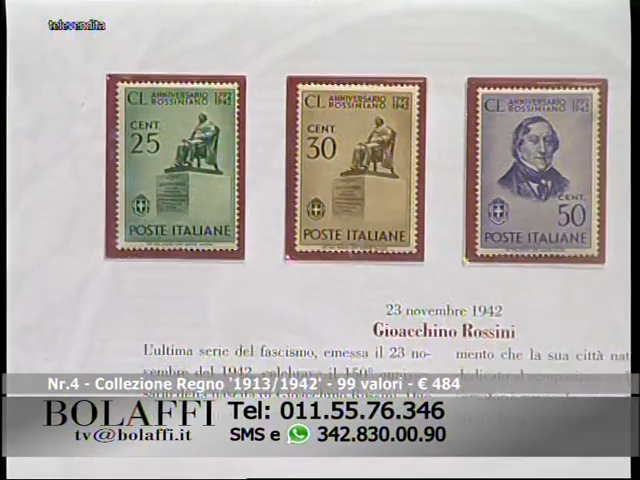 televendita
CL ANNIVERSARIO ROSSINIANO 1792 1942
CENT. 25
POSTE ITALIANE
CL ANNIVERSARIO ROSSINIANO 1792 1942
CENT. 30
POSTE ITALIANE
CL ANNIVERSARIO ROSSINIANO 1792 1942
CENT. 50
POSTE ITALIANE
23 novembre 1942
Gioacchino Rossini
L'ultima serie del fascismo, emessa il 23 no-
vembre del 1942, celebrava il 150°
mento che la sua città nat
Nr.4 - Collezione Regno '1913/1942' - 99 valori - € 484
BOLAFFI
tv@bolaffi.it
Tel: 011.55.76.346
SMS e 342.830.00.90